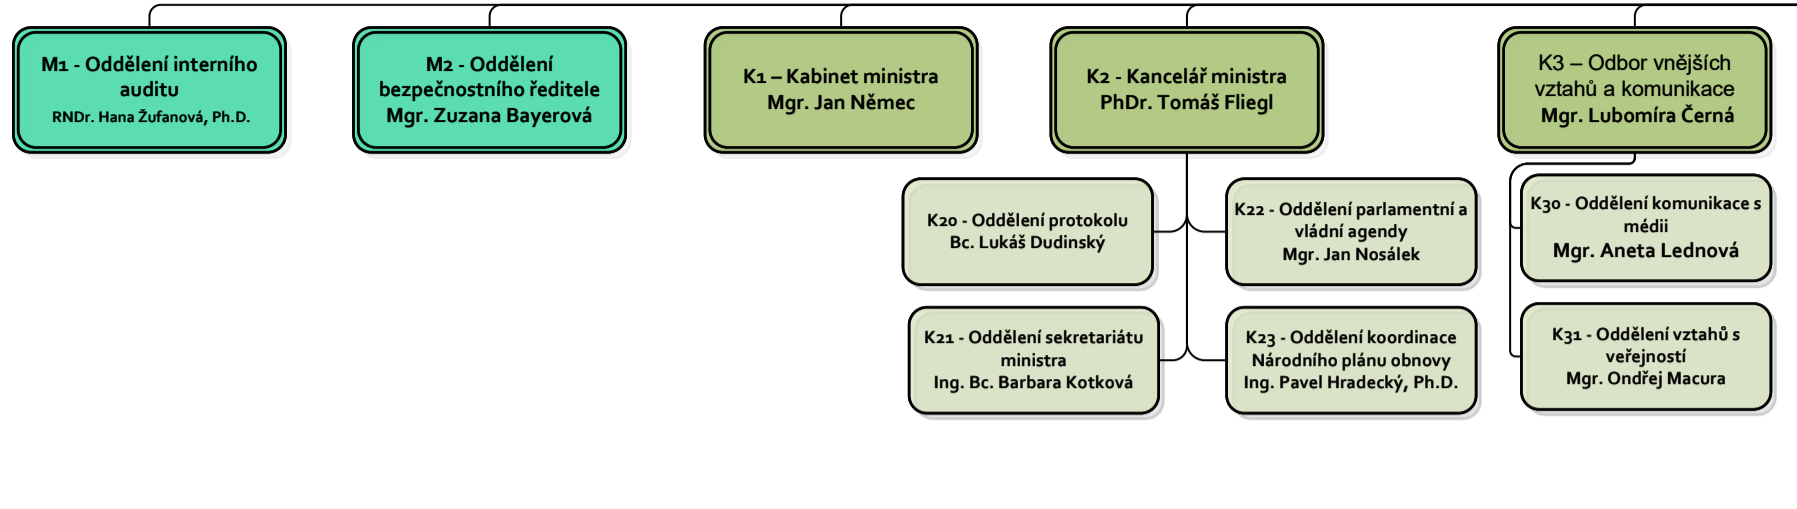 M1 - Oddělení interního
auditu
RNDr. Hana Žufanová, Ph.D.
M2 - Oddělení
bezpečnostního ředitele
Mgr. Zuzana Bayerová
K1 – Kabinet ministra
Mgr. Jan Němec
K2 - Kancelář ministra
PhDr. Tomáš Fliegl
K3 – Odbor vnějších
vztahů a komunikace
Mgr. Lubomíra Černá
K20 - Oddělení protokolu
Bc. Lukáš Dudinský
K22 - Oddělení parlamentní a
vládní agendy
Mgr. Jan Nosálek
K30 - Oddělení komunikace s
médii
Mgr. Aneta Lednová
K21 - Oddělení sekretariátu
ministra
Ing. Bc. Barbara Kotková
K23 - Oddělení koordinace
Národního plánu obnovy
Ing. Pavel Hradecký, Ph.D.
K31 - Oddělení vztahů s
veřejností
Mgr. Ondřej Macura